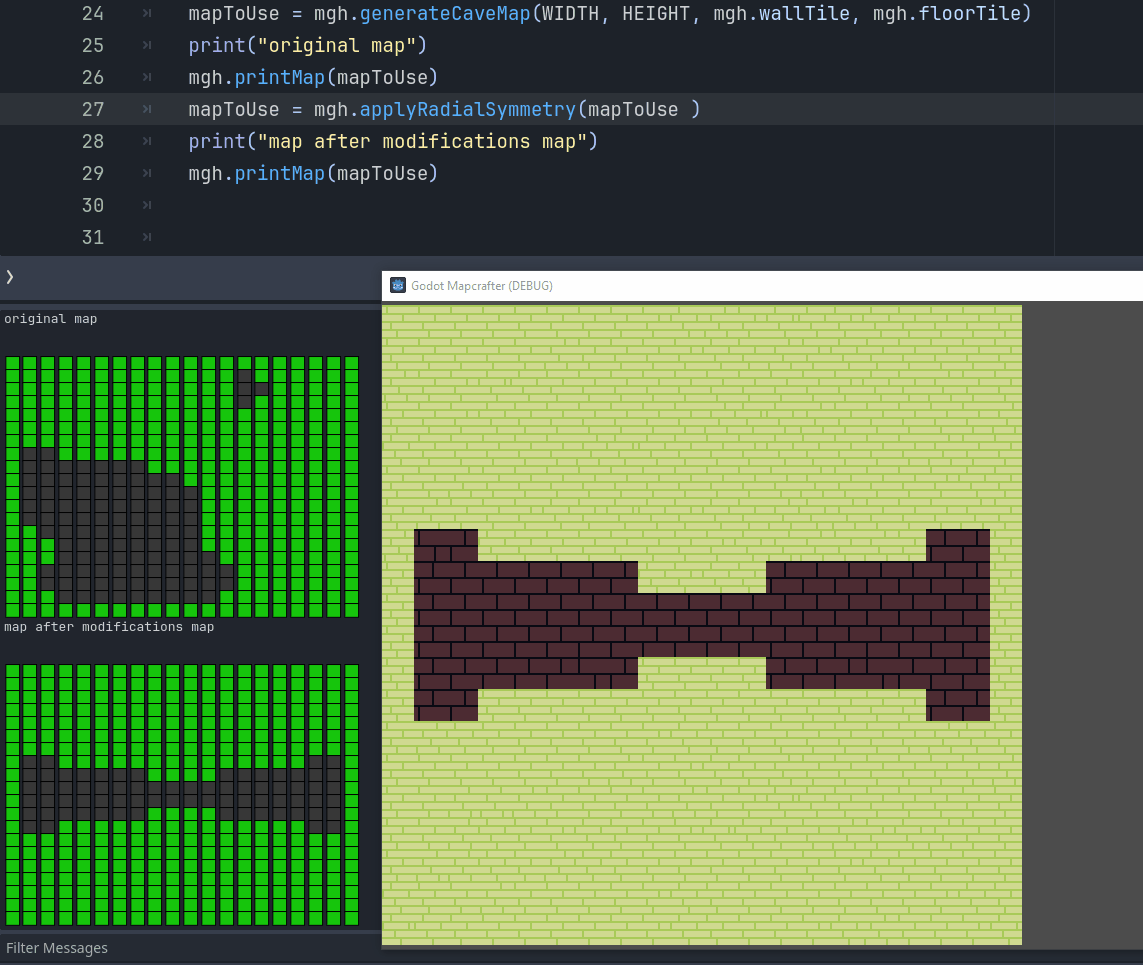 24 mapToUse = mgh.generateCaveMap(WIDTH, HEIGHT, mgh.wallTile, mgh.floorTile)
25 print("original map")
26 mgh.printMap(mapToUse)
27 mapToUse = mgh.applyRadialSymmetry(mapToUse )
28 print("map after modifications map")
29 mgh.printMap(mapToUse)
30
31
Godot Mapcrafter (DEBUG)
original map
map after modifications map
Filter Messages